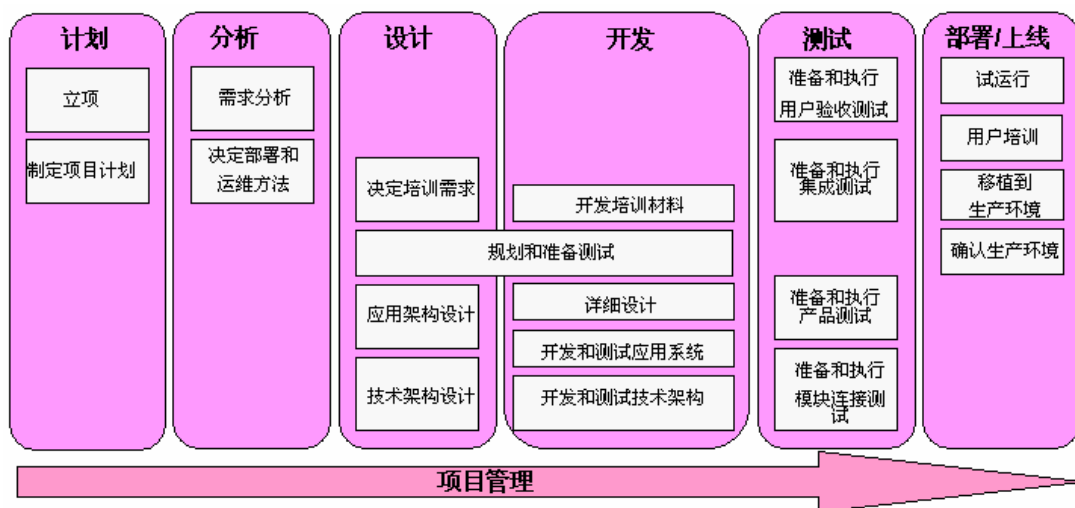 计划
立项
制定项目计划
分析
需求分析
决定部署和
运维方法
设计
决定培训需求
规划和准备测试
应用架构设计
技术架构设计
开发
开发培训材料
详细设计
开发和测试应用系统
开发和测试技术架构
测试
准备和执行
用户验收测试
准备和执行
集成测试
准备和执行
产品测试
准备和执行
模块连接测
试
部署/上线
试运行
用户培训
移植到
生产环境
确认生产环境
项目管理